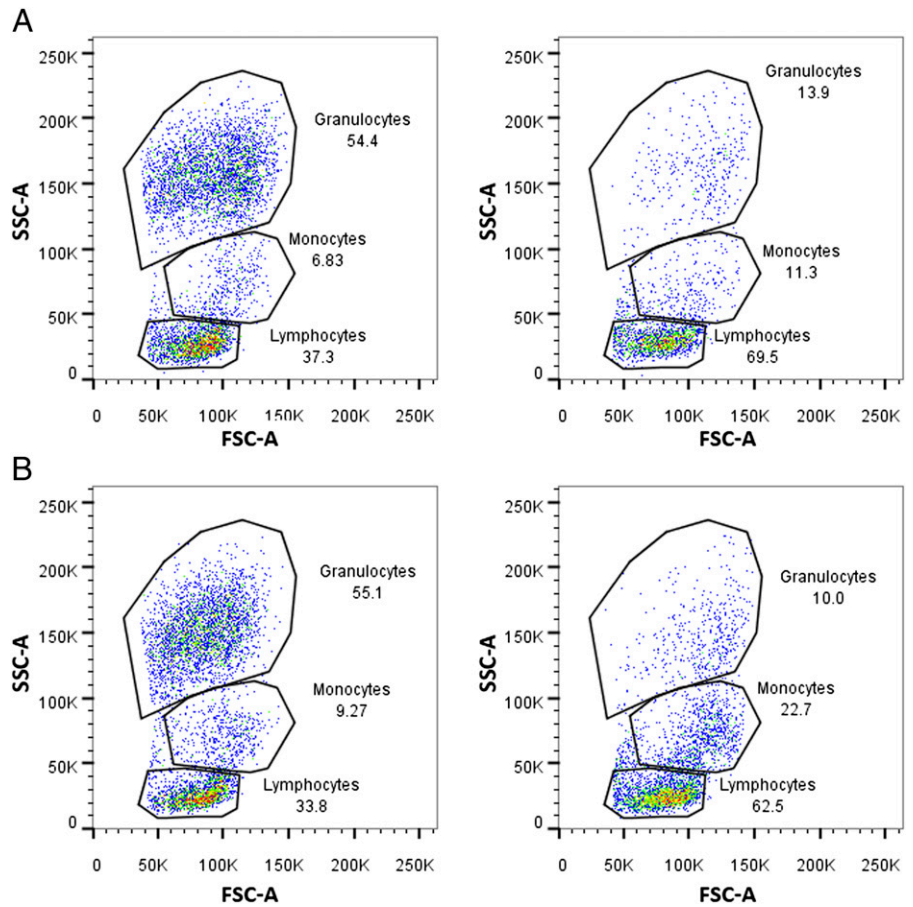 A
250K
200K
150K
100K
50K
0
SSC-A
Granulocytes
54.4
Monocytes
6.83
Lymphocytes
37.3
0 50K 100K 150K 200K 250K
FSC-A
250K
200K
150K
100K
50K
0
SSC-A
Granulocytes
13.9
Monocytes
11.3
Lymphocytes
69.5
0 50K 100K 150K 200K 250K
FSC-A
B
250K
200K
150K
100K
50K
0
SSC-A
Granulocytes
55.1
Monocytes
9.27
Lymphocytes
33.8
0 50K 100K 150K 200K 250K
FSC-A
250K
200K
150K
100K
50K
0
SSC-A
Granulocytes
10.0
Monocytes
22.7
Lymphocytes
62.5
0 50K 100K 150K 200K 250K
FSC-A